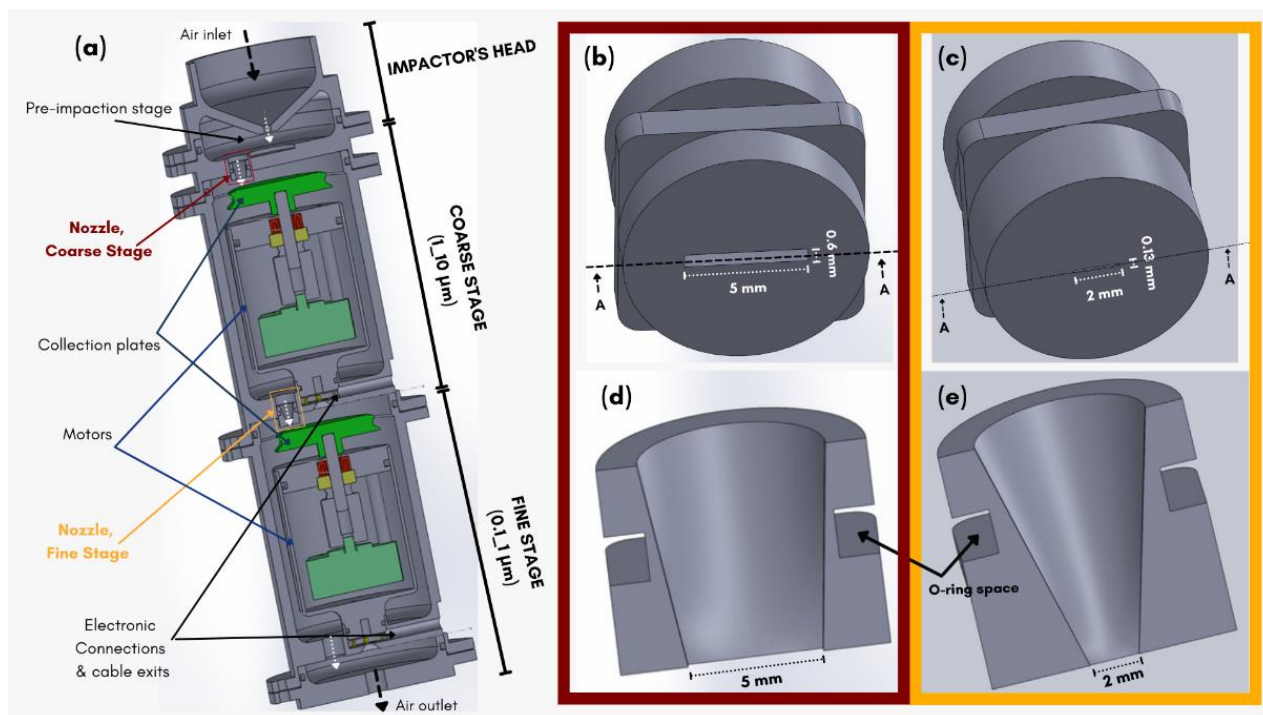 (a)
Air inlet
IMPACTOR'S HEAD
Pre-impaction stage
Nozzle,
Coarse Stage
COARSE STAGE
(1_10 µm)
Collection plates
Motors
Nozzle,
Fine Stage
FINE STAGE
(0.1_1 µm)
Electronic
Connections
& cable exits
Air outlet
(b)
0.6 mm
5 mm
A
A
(c)
0.13 mm
2 mm
A
A
(d)
5 mm
(e)
O-ring space
2 mm